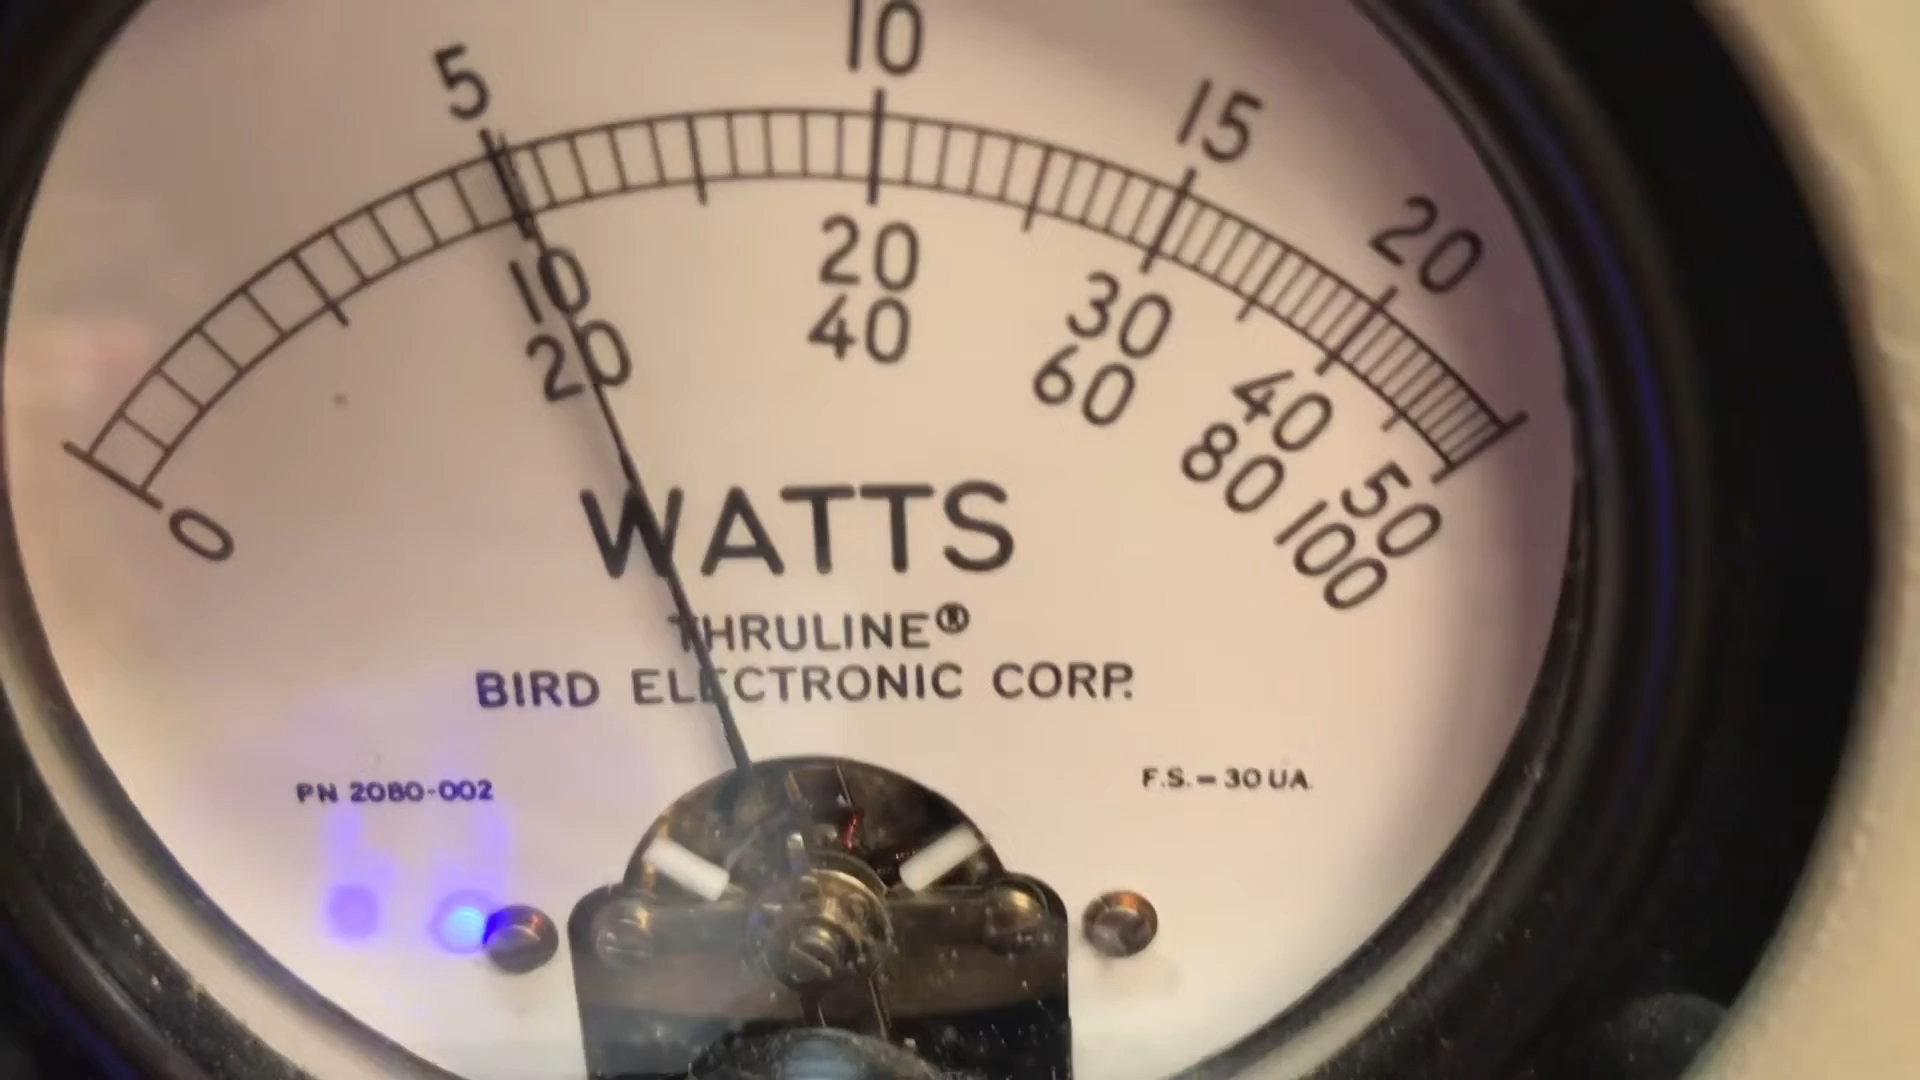 5 10 15 20
0 10 20 30 40 50
20 40 60 80 100
WATTS
THRULINE®
BIRD ELECTRONIC CORP.
PN 2080-002 F.S. - 30 UA